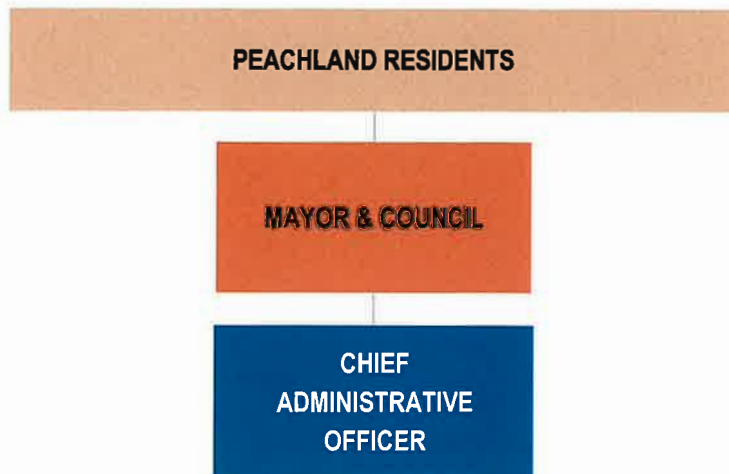 PEACHLAND RESIDENTS
MAYOR & COUNCIL
CHIEF
ADMINISTRATIVE
OFFICER